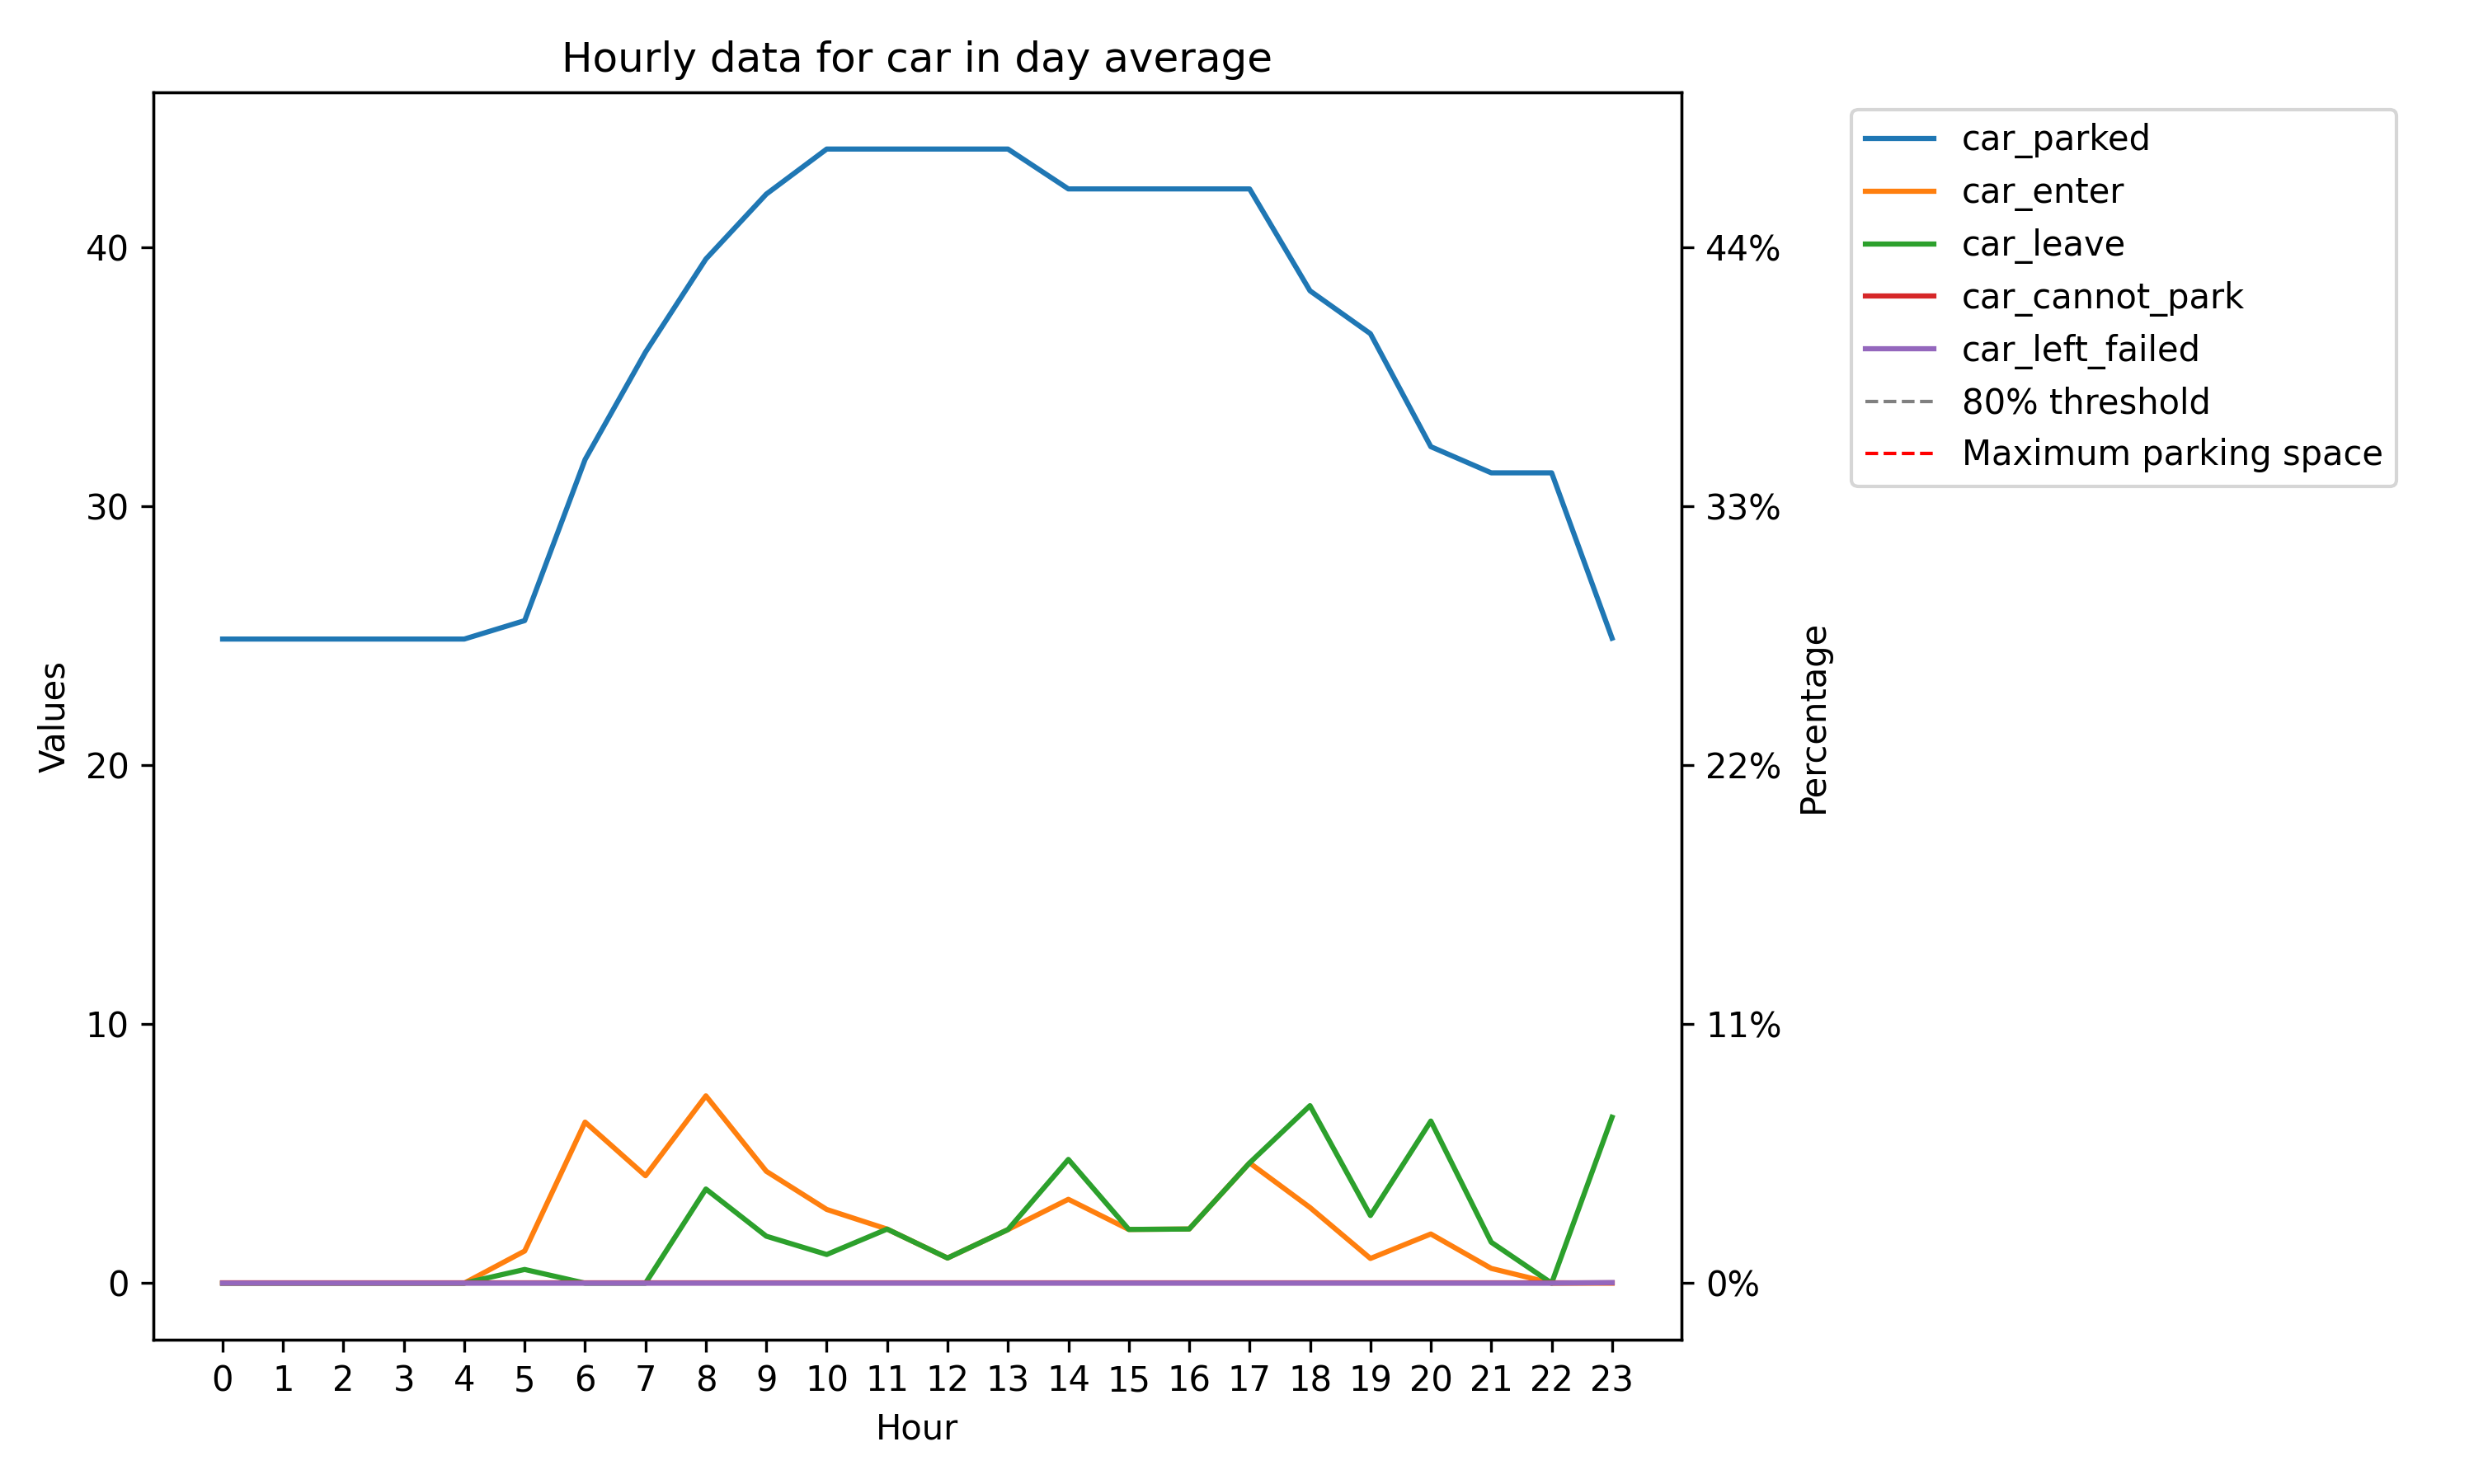 Hourly data for car in day average
car_parked
car_enter
car_leave
car_cannot_park
car_left_failed
80% threshold
Maximum parking space
Values
40
30
20
10
0
44%
33%
22%
11%
0%
Percentage
0 1 2 3 4 5 6 7 8 9 10 11 12 13 14 15 16 17 18 19 20 21 22 23
Hour